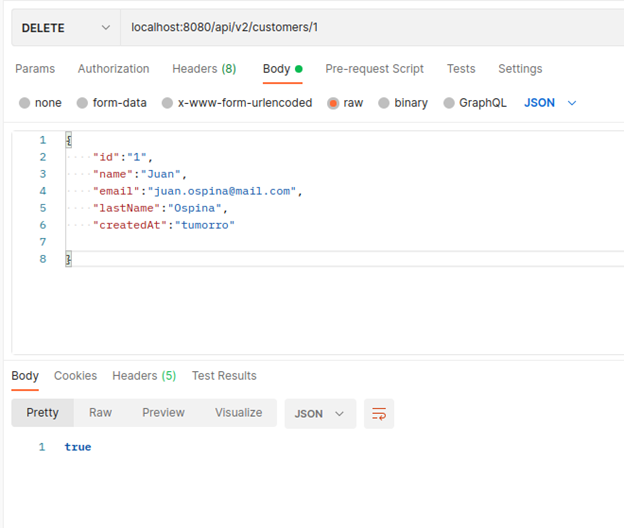 DELETE localhost:8080/api/v2/customers/1
Params Authorization Headers (8) Body Pre-request Script Tests Settings
none form-data x-www-form-urlencoded raw binary GraphQL JSON
1 {
2 ····"id":"1",
3 ····"name":"Juan",
4 ····"email":"juan.ospina@mail.com",
5 ····"lastName":"Ospina",
6 ····"createdAt":"tumorro"
7
8 }
Body Cookies Headers (5) Test Results
Pretty Raw Preview Visualize JSON
1 true